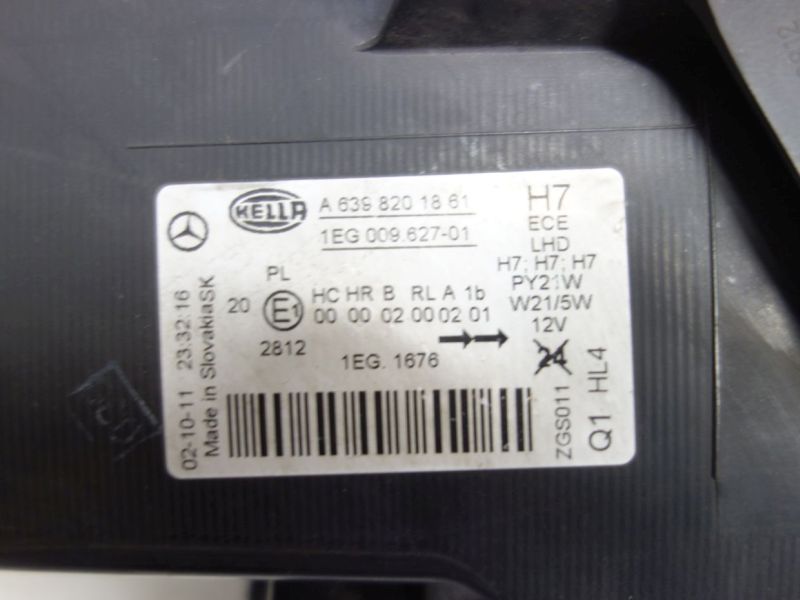 HELLA
A 639 820 18 61
1EG 009.627-01
H7
ECE
LHD
H7; H7; H7
PY21W
W21/5W
12V
24
PL
20
E1
HC HR B RL A 1b
00 00 02 00 02 01
2812
1EG. 1676
02-10-11 23.32.16
Made in SlovakiaSK
ZGS011
Q1 HL4